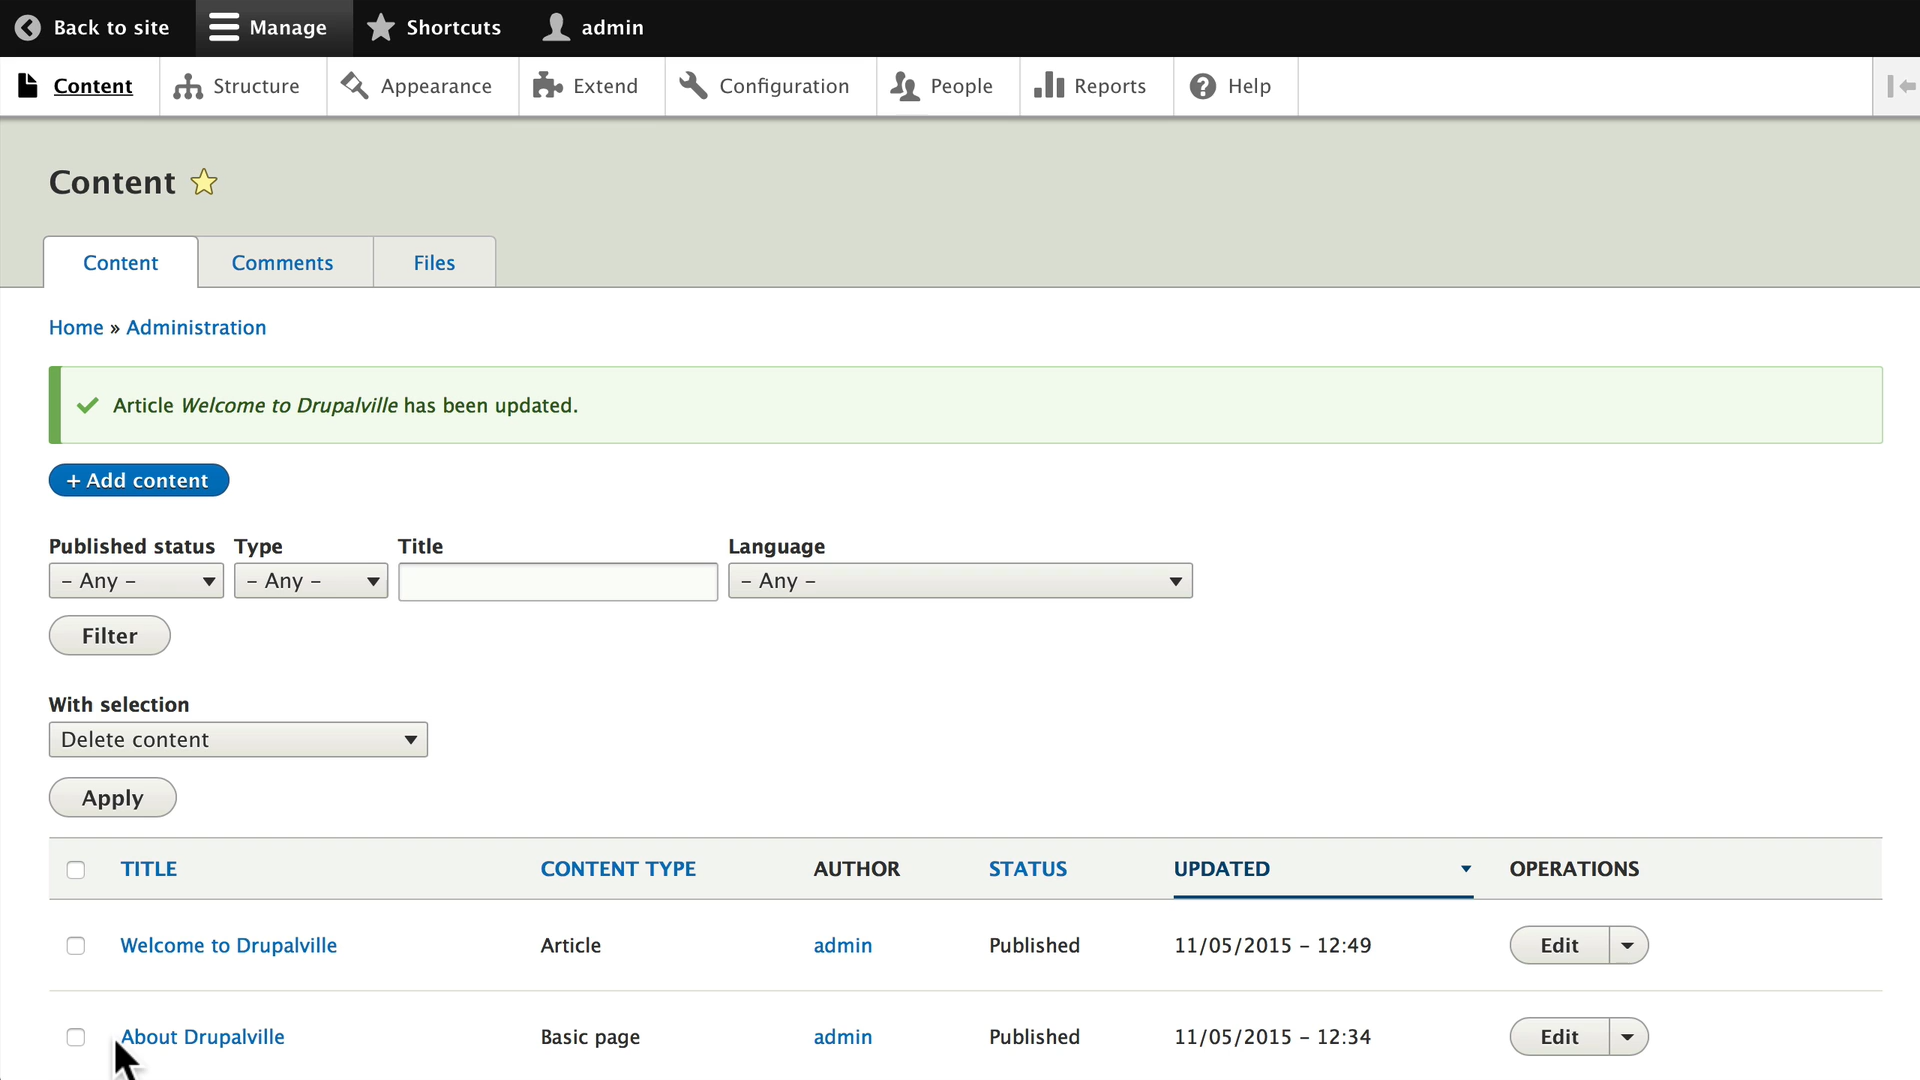 Back to site Manage Shortcuts admin
Content Structure Appearance Extend Configuration People Reports Help
Content
Content Comments Files
Home » Administration
Article Welcome to Drupalville has been updated.
+ Add content
Published status Type Title Language
– Any – – Any – – Any –
Filter
With selection
Delete content
Apply
TITLE CONTENT TYPE AUTHOR STATUS UPDATED OPERATIONS
Welcome to Drupalville Article admin Published 11/05/2015 – 12:49 Edit
About Drupalville Basic page admin Published 11/05/2015 – 12:34 Edit